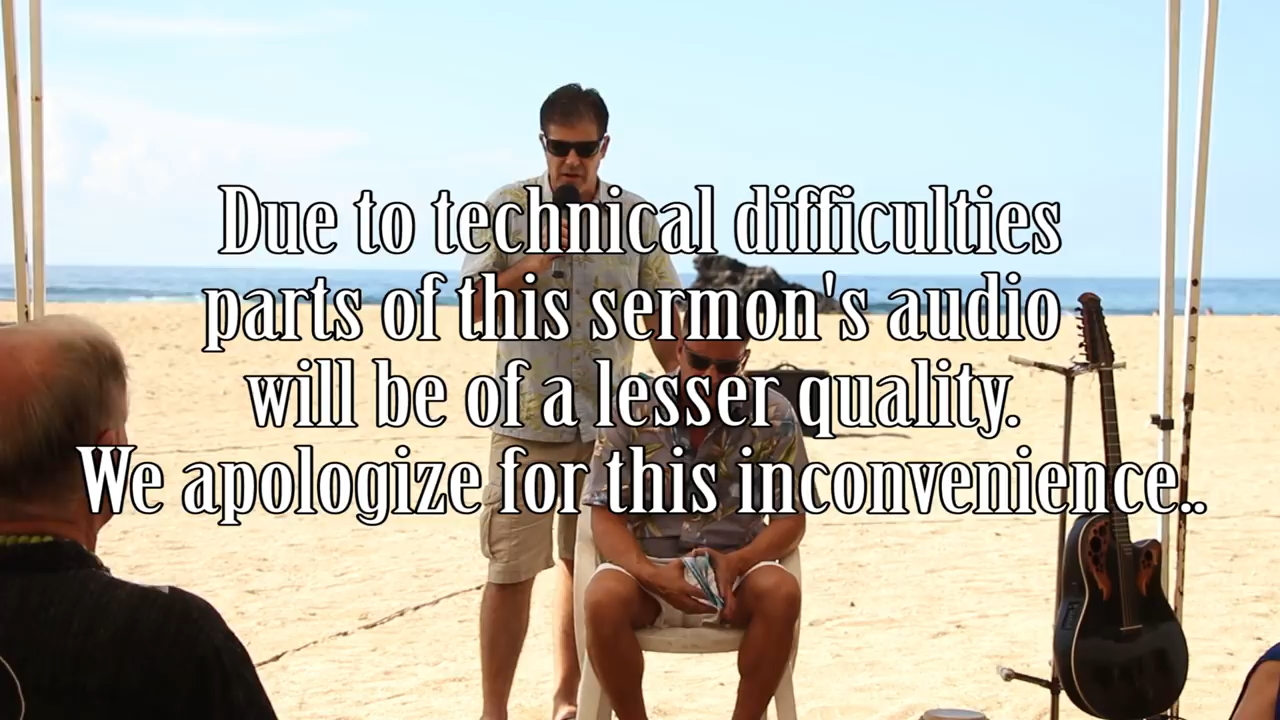 Due to technical difficulties
parts of this sermon's audio
will be of a lesser quality.
We apologize for this inconvenience..